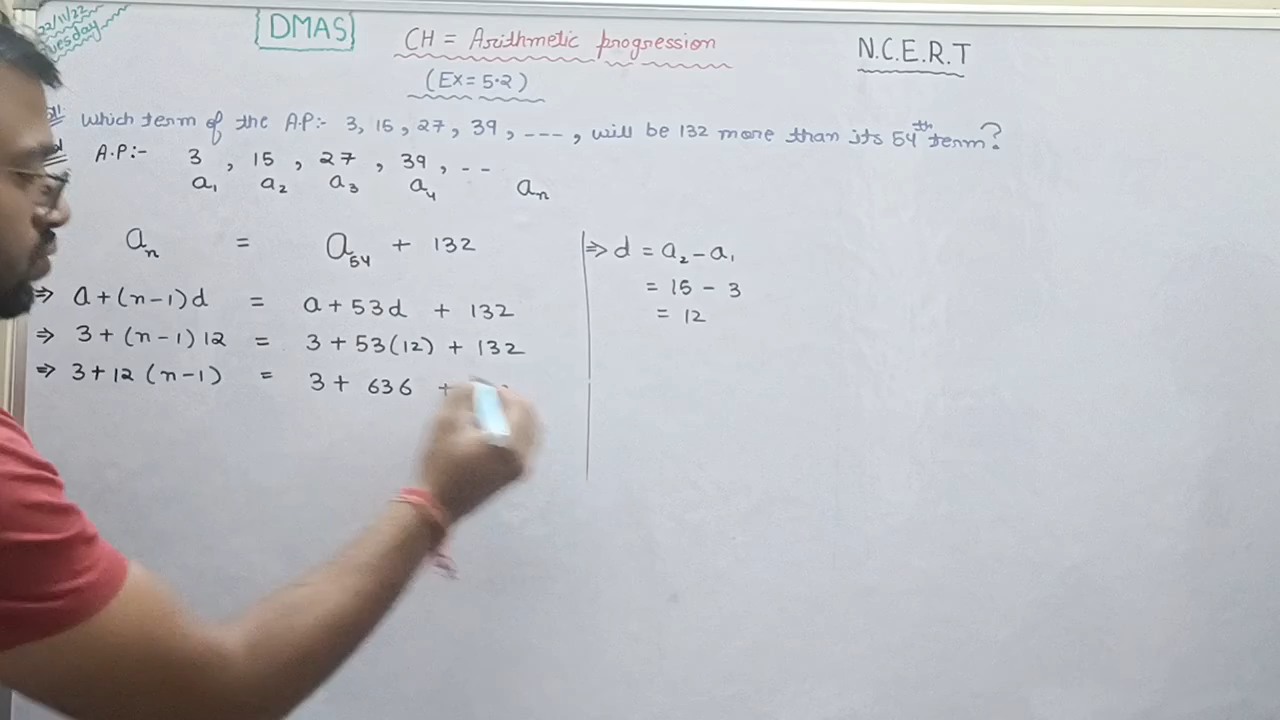 22/11/22
Tuesday
DMAS
CH = Arithmetic progression
N.C.E.R.T
(EX = 5.2)
Which term of the A.P:- 3, 15, 27, 39, ---, will be 132 more than its 54th term?
A.P:- 3 , 15 , 27 , 39 , --
a₁ a₂ a₃ a₄ aₙ
aₙ = a₅₄ + 132
⇒ a+(n-1)d = a+53d + 132
⇒ 3+(n-1)12 = 3+53(12) + 132
⇒ 3+12(n-1) = 3+ 636 +
⇒ d = a₂-a₁
= 15 - 3
= 12